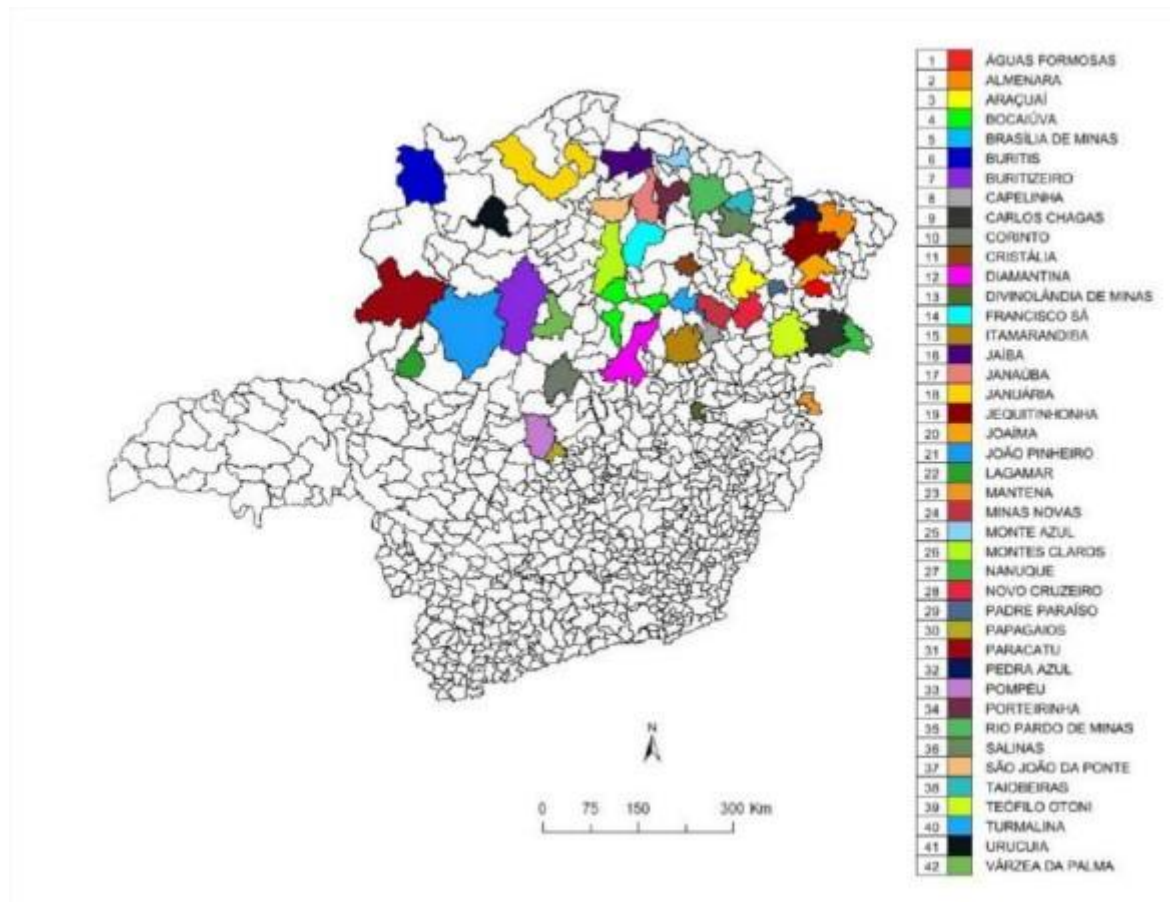 1 ÁGUAS FORMOSAS
2 ALMENARA
3 ARAÇUAÍ
4 BOCAIÚVA
5 BRASÍLIA DE MINAS
6 BURITIS
7 BURITIZEIRO
8 CAPELINHA
9 CARLOS CHAGAS
10 CORINTO
11 CRISTÁLIA
12 DIAMANTINA
13 DIVINOLÂNDIA DE MINAS
14 FRANCISCO SÁ
15 ITAMARANDIBA
16 JAÍBA
17 JANAÚBA
18 JANUÁRIA
19 JEQUITINHONHA
20 JOAÍMA
21 JOÃO PINHEIRO
22 LAGAMAR
23 MANTENA
24 MINAS NOVAS
25 MONTE AZUL
26 MONTES CLAROS
27 NANUQUE
28 NOVO CRUZEIRO
29 PADRE PARAÍSO
30 PAPAGAIOS
31 PARACATU
32 PEDRA AZUL
33 POMPÉU
34 PORTEIRINHA
35 RIO PARDO DE MINAS
36 SALINAS
37 SÃO JOÃO DA PONTE
38 TAIOBEIRAS
39 TEÓFILO OTONI
40 TURMALINA
41 URUCUIA
42 VÁRZEA DA PALMA
N
0 75 150 300 Km